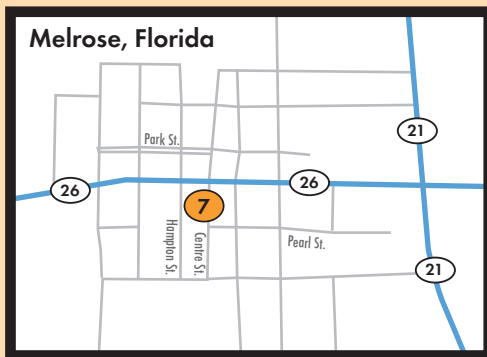 Melrose, Florida
21
Park St.
26
26
7
Hampton St.
Centre St.
Pearl St.
21